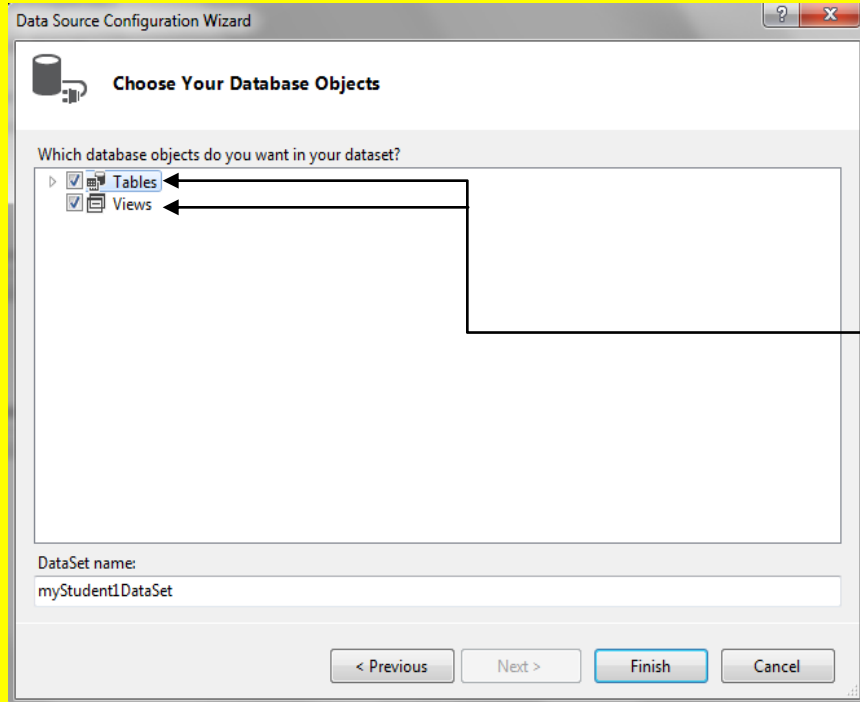 Data Source Configuration Wizard
Choose Your Database Objects
Which database objects do you want in your dataset?
Tables
Views
DataSet name:
myStudent1DataSet
< Previous
Next >
Finish
Cancel